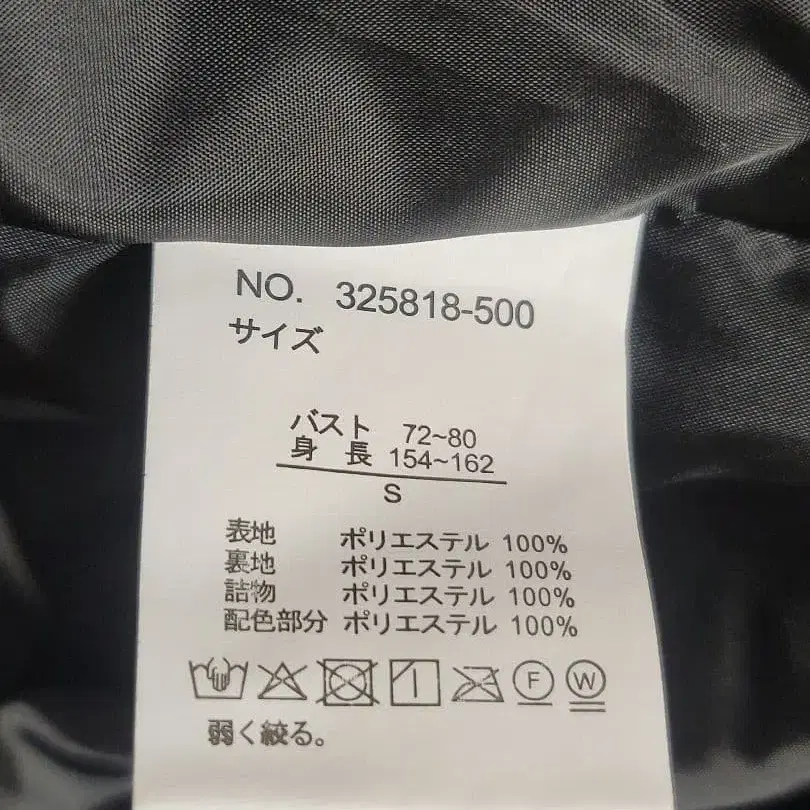 NO. 325818-500
サイズ
バスト 72~80
身 長 154~162
S
表地 ポリエステル 100%
裏地 ポリエステル 100%
詰物 ポリエステル 100%
配色部分 ポリエステル 100%
F W
弱く絞る。